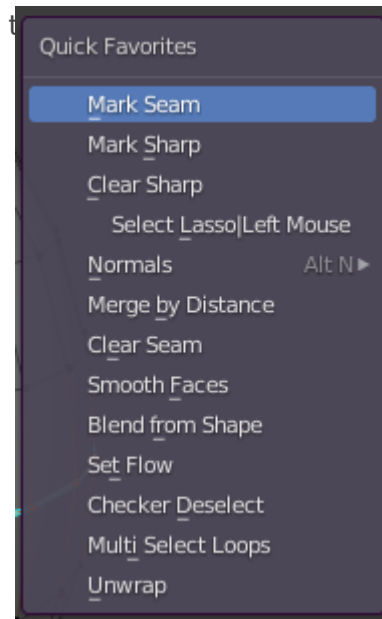 t
Quick Favorites
Mark Seam
Mark Sharp
Clear Sharp
Select Lasso|Left Mouse
Normals Alt N▶
Merge by Distance
Clear Seam
Smooth Faces
Blend from Shape
Set Flow
Checker Deselect
Multi Select Loops
Unwrap